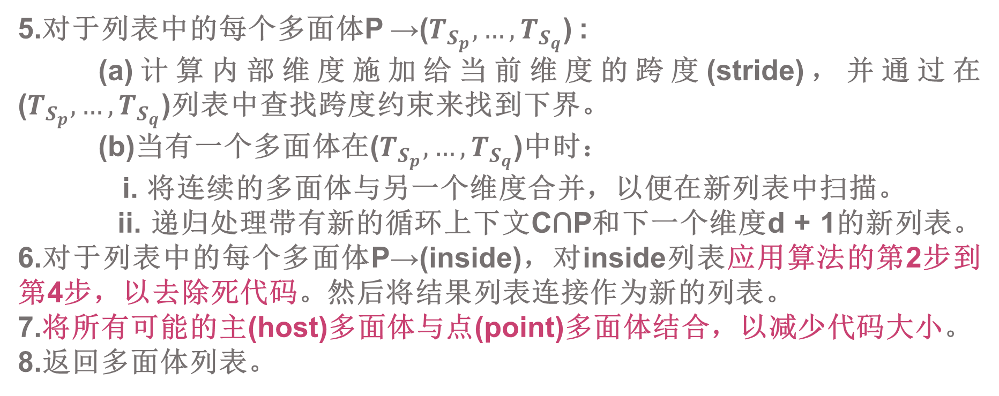 5.对于列表中的每个多面体P →(T_{S_p}, … , T_{S_q}) :
(a)计算内部维度施加给当前维度的跨度(stride)，并通过在
(T_{S_p}, … , T_{S_q})列表中查找跨度约束来找到下界。
(b)当有一个多面体在(T_{S_p}, … , T_{S_q})中时：
i. 将连续的多面体与另一个维度合并，以便在新列表中扫描。
ii. 递归处理带有新的循环上下文C∩P和下一个维度d + 1的新列表。
6.对于列表中的每个多面体P→(inside)，对inside列表应用算法的第2步到
第4步，以去除死代码。然后将结果列表连接作为新的列表。
7.将所有可能的主(host)多面体与点(point)多面体结合，以减少代码大小。
8.返回多面体列表。